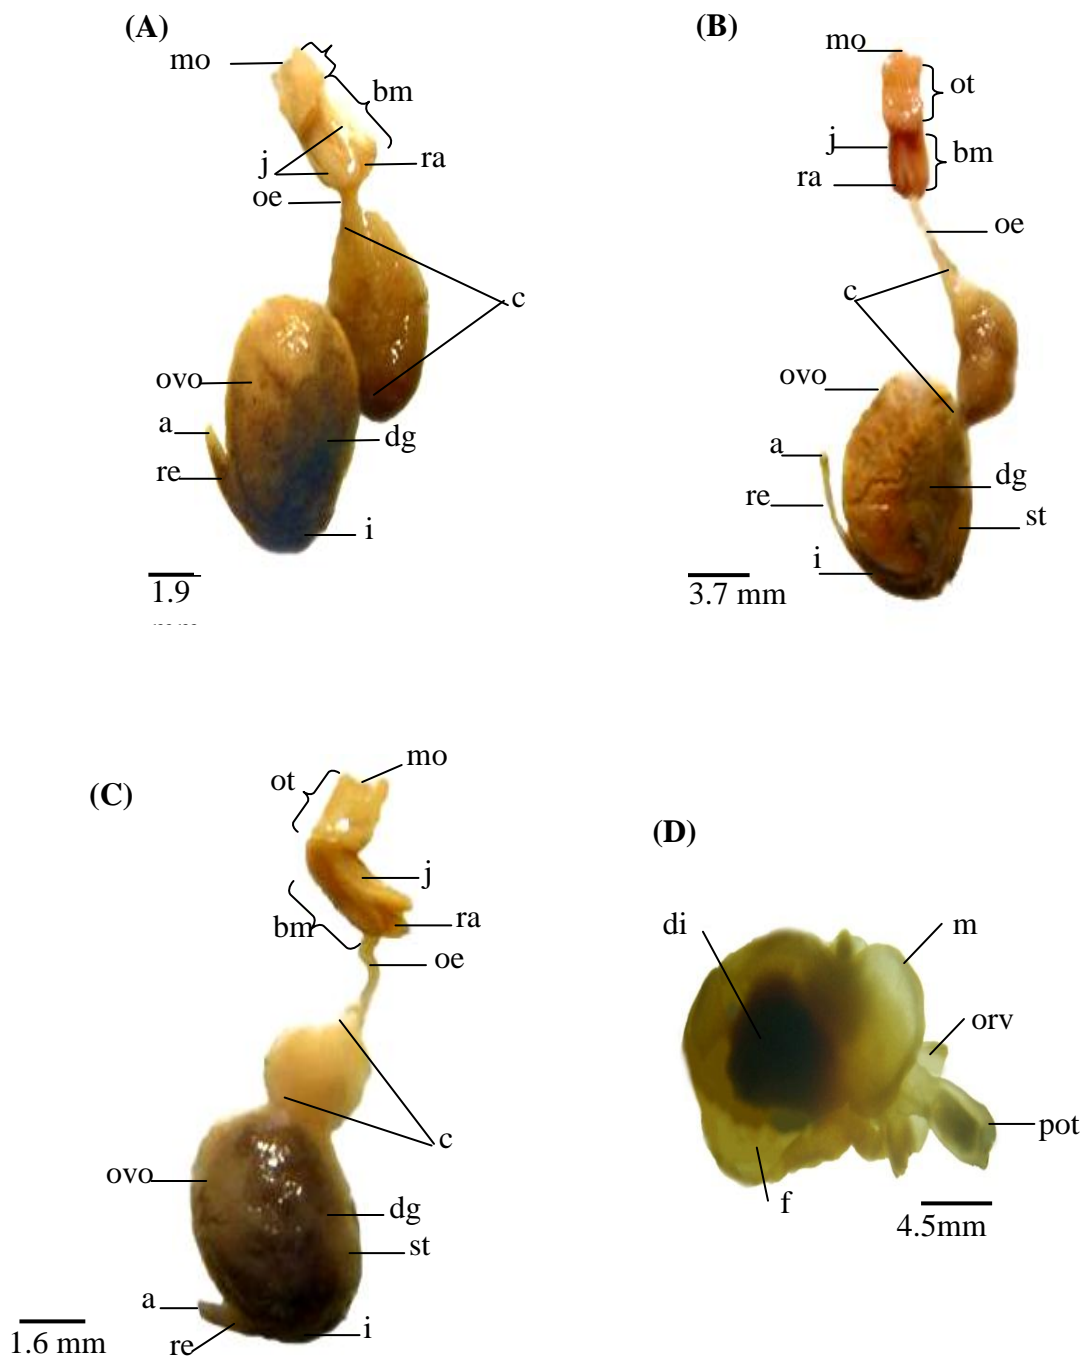 (A)
mo
bm
j
ra
oe
c
ovo
a
dg
re
i
1.9
(B)
mo
ot
j
bm
ra
oe
c
ovo
a
dg
re
st
i
3.7 mm
(C)
mo
ot
j
bm
ra
oe
c
ovo
dg
st
a
i
re
1.6 mm
(D)
di
m
orv
pot
f
4.5mm